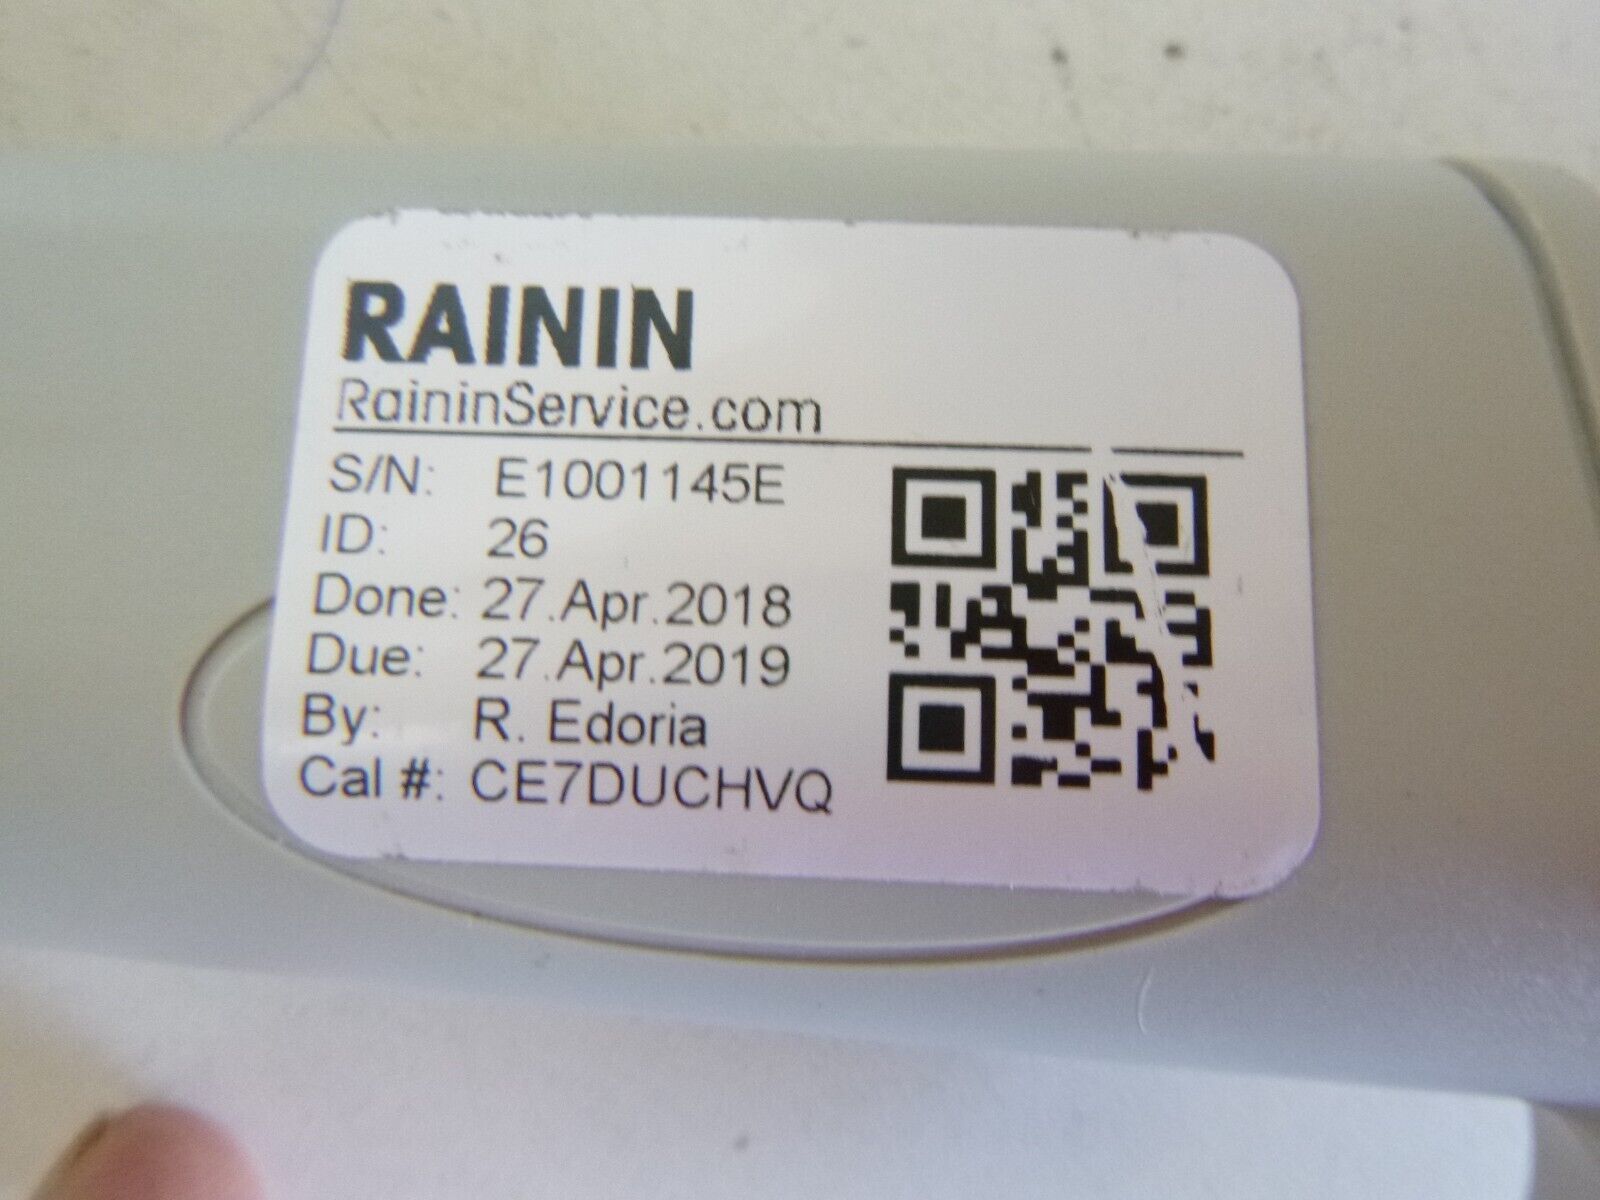 RAININ
RaininService.com
S/N: E1001145E
ID: 26
Done: 27.Apr.2018
Due: 27.Apr.2019
By: R. Edoria
Cal #: CE7DUCHVQ